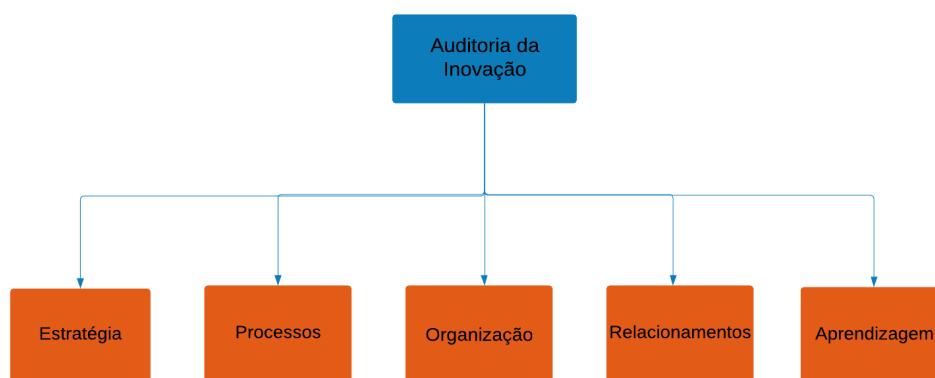 Auditoria da
Inovação
Estratégia
Processos
Organização
Relacionamentos
Aprendizagem